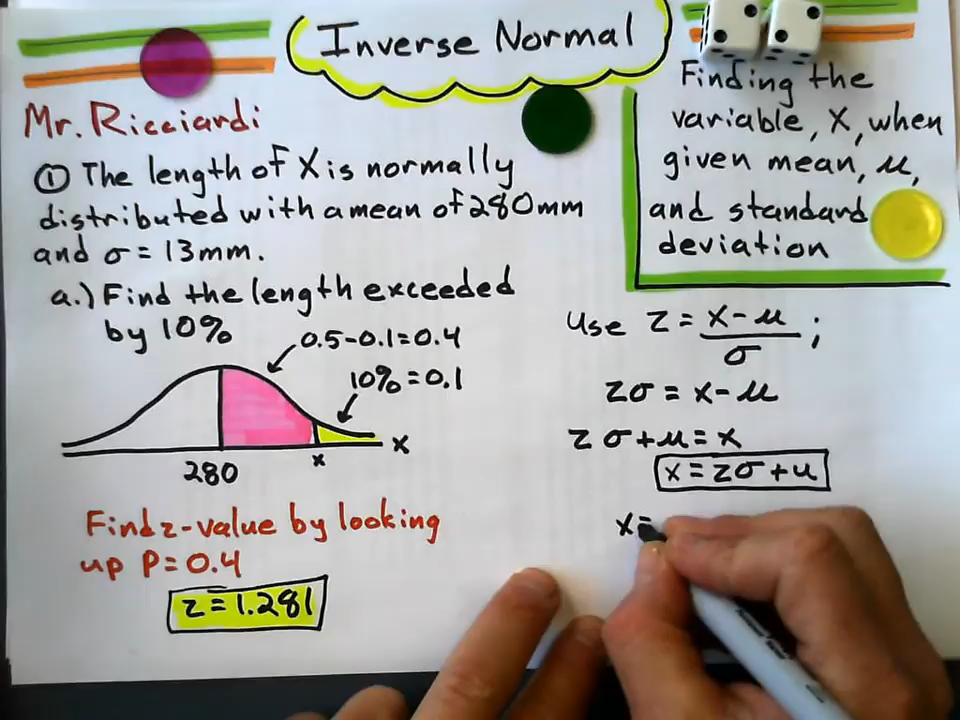 Inverse Normal
Mr. Ricciardi
① The length of X is normally
distributed with a mean of 280mm
and σ = 13mm.
a.) Find the length exceeded
by 10%
0.5-0.1=0.4
10%=0.1
280
x
X
Find z-value by looking
up P=0.4
z=1.281
Finding the
variable, X, when
given mean, μ,
and standard
deviation
Use z = x-μ / σ ;
zσ = x-μ
zσ+μ=x
x=zσ+μ
x=